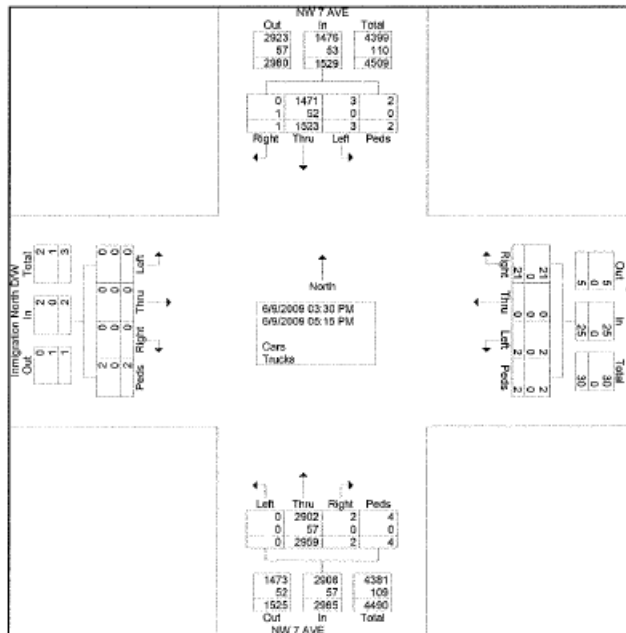 NW 7 AVE
Out In Total
2923 1476 4399
57 53 110
2980 1529 4509
0 1471 3 2
1 52 0 0
1 1523 3 2
Right Thru Left Peds
Inmigration North D/W
Out In Total
0 2 2
1 0 1
1 2 3
2 0 0 0
0 0 0 0
2 0 0 0
Peds Right Thru Left
North
6/9/2009 03:30 PM
6/9/2009 05:15 PM
Cars
Trucks
Out In Total
5 25 30
0 0 0
5 25 30
21 0 2 2
0 0 0 0
21 0 2 2
Right Thru Left Peds
Left Thru Right Peds
0 2902 2 4
0 57 0 0
0 2959 2 4
1473 2908 4381
52 57 109
1525 2965 4490
Out In Total
NW 7 AVE